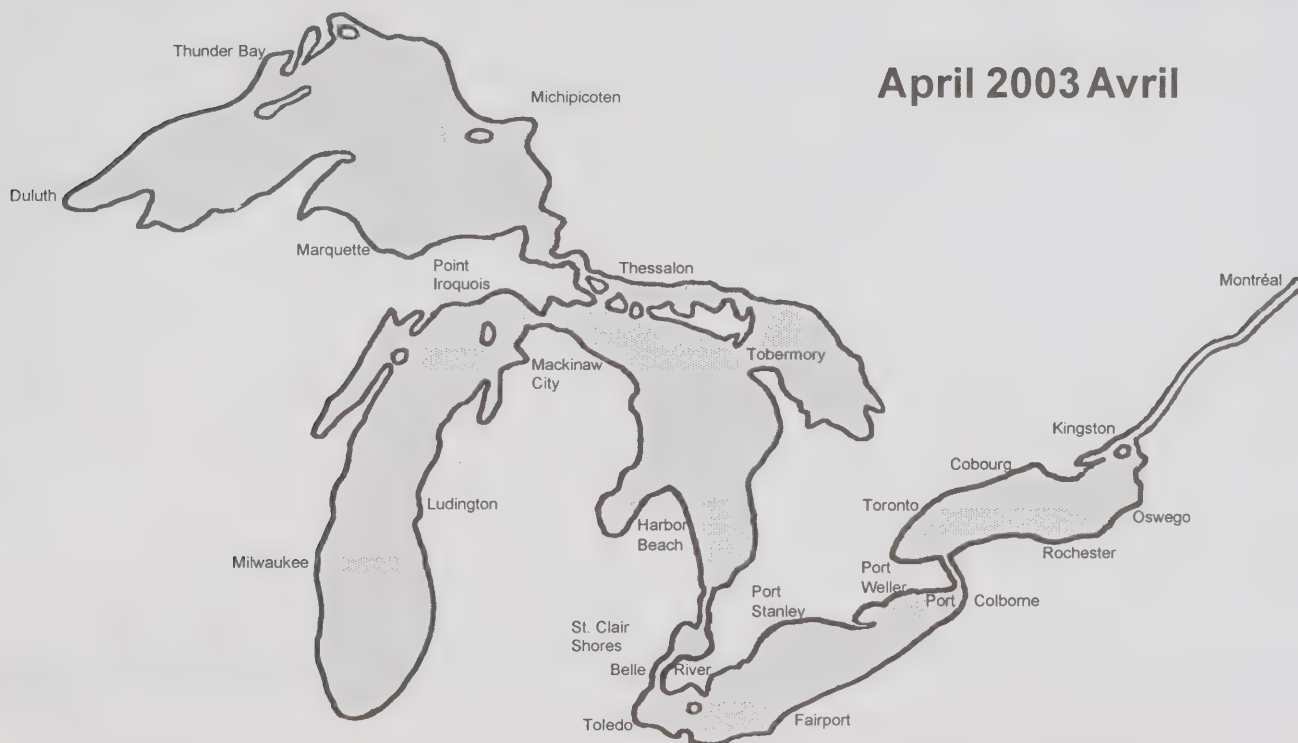 April 2003 Avril
Thunder Bay
Michipicoten
Duluth
Marquette
Point
Iroquois
Thessalon
Montréal
Mackinaw
City
Tobermory
Kingston
Cobourg
Ludington
Toronto
Oswego
Harbor
Beach
Rochester
Milwaukee
Port
Weller
Port
Stanley
Port Colborne
St. Clair
Shores
Belle River
Toledo
Fairport